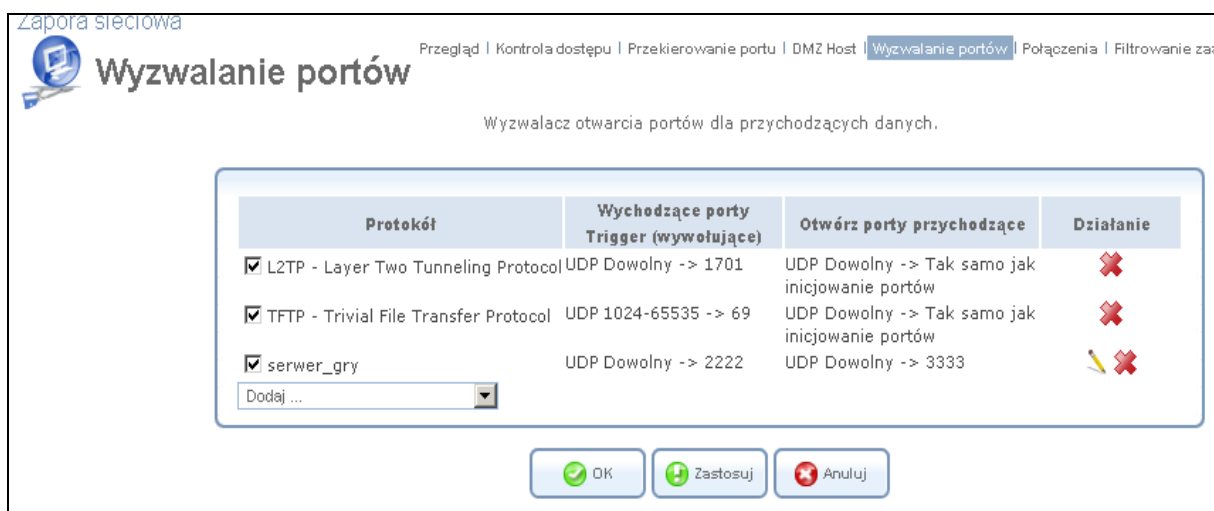 Zapora sieciowa
Przegląd | Kontrola dostępu | Przekierowanie portu | DMZ Host | Wyzwalanie portów | Połączenia | Filtrowanie
Wyzwalanie portów
Wyzwalacz otwarcia portów dla przychodzących danych.
Protokół
Wychodzące porty
Trigger (wywołujące)
Otwórz porty przychodzące
Działanie
L2TP - Layer Two Tunneling Protocol UDP Dowolny -> 1701 UDP Dowolny -> Tak samo jak
inicjowanie portów
TFTP - Trivial File Transfer Protocol UDP 1024-65535 -> 69 UDP Dowolny -> Tak samo jak
inicjowanie portów
serwer_gry UDP Dowolny -> 2222 UDP Dowolny -> 3333
Dodaj ...
OK Zastosuj Anuluj